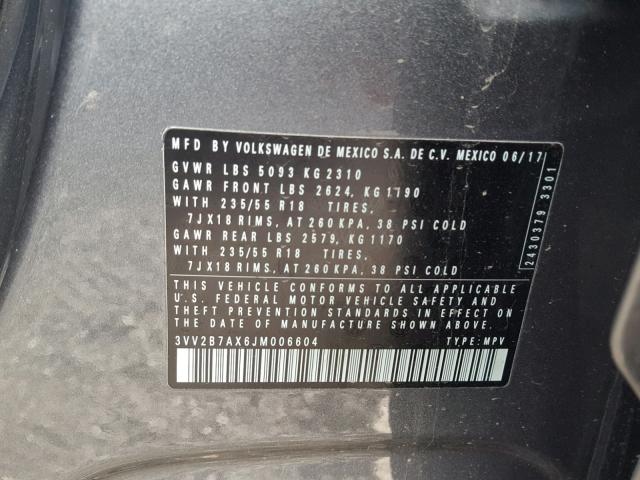 MFD BY VOLKSWAGEN DE MEXICO S.A. DE C.V. MEXICO 06/17
GVWR LBS 5093 KG 2310
GAWR FRONT LBS 2624, KG 1190
WITH 235/55 R18 TIRES,
7JX18 RIMS, AT 260 KPA, 38 PSI COLD
GAWR REAR LBS 2579, KG 1170
WITH 235/55 R18 TIRES,
7JX18 RIMS, AT 260 KPA, 38 PSI COLD
THIS VEHICLE CONFORMS TO ALL APPLICABLE
U.S. FEDERAL MOTOR VEHICLE SAFETY AND
THEFT PREVENTION STANDARDS IN EFFECT ON
THE DATE OF MANUFACTURE SHOWN ABOVE.
3VV2B7AX6JM006604 TYPE: MPV
2430379 3301